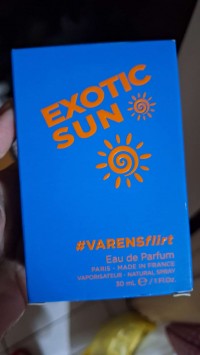 EXOTIC
SUN
#VARENSflirt
Eau de Parfum
PARIS - MADE IN FRANCE
VAPORISATEUR - NATURAL SPRAY
30 mL ℮ / 1 Fl.Oz.